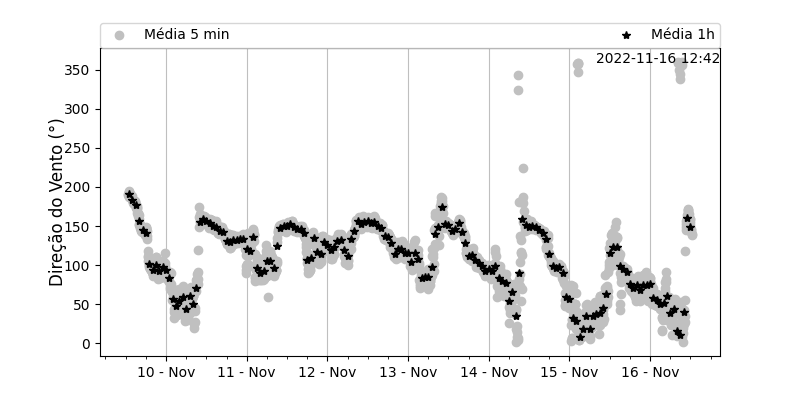 Média 5 min
Média 1h
2022-11-16 12:42
Direção do Vento (°)
350
300
250
200
150
100
50
0
10 - Nov
11 - Nov
12 - Nov
13 - Nov
14 - Nov
15 - Nov
16 - Nov